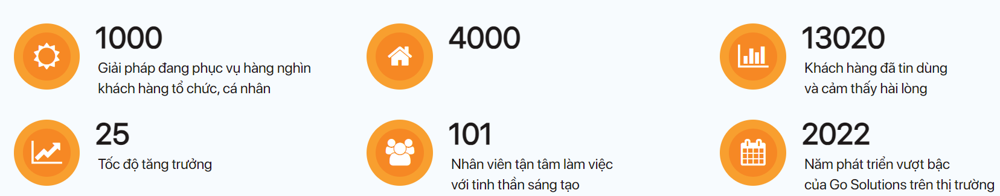 1000
Giải pháp đang phục vụ hàng nghìn
khách hàng tổ chức, cá nhân
4000
13020
Khách hàng đã tin dùng
và cảm thấy hài lòng
25
Tốc độ tăng trưởng
101
Nhân viên tận tâm làm việc
với tinh thần sáng tạo
2022
Năm phát triển vượt bậc
của Go Solutions trên thị trường